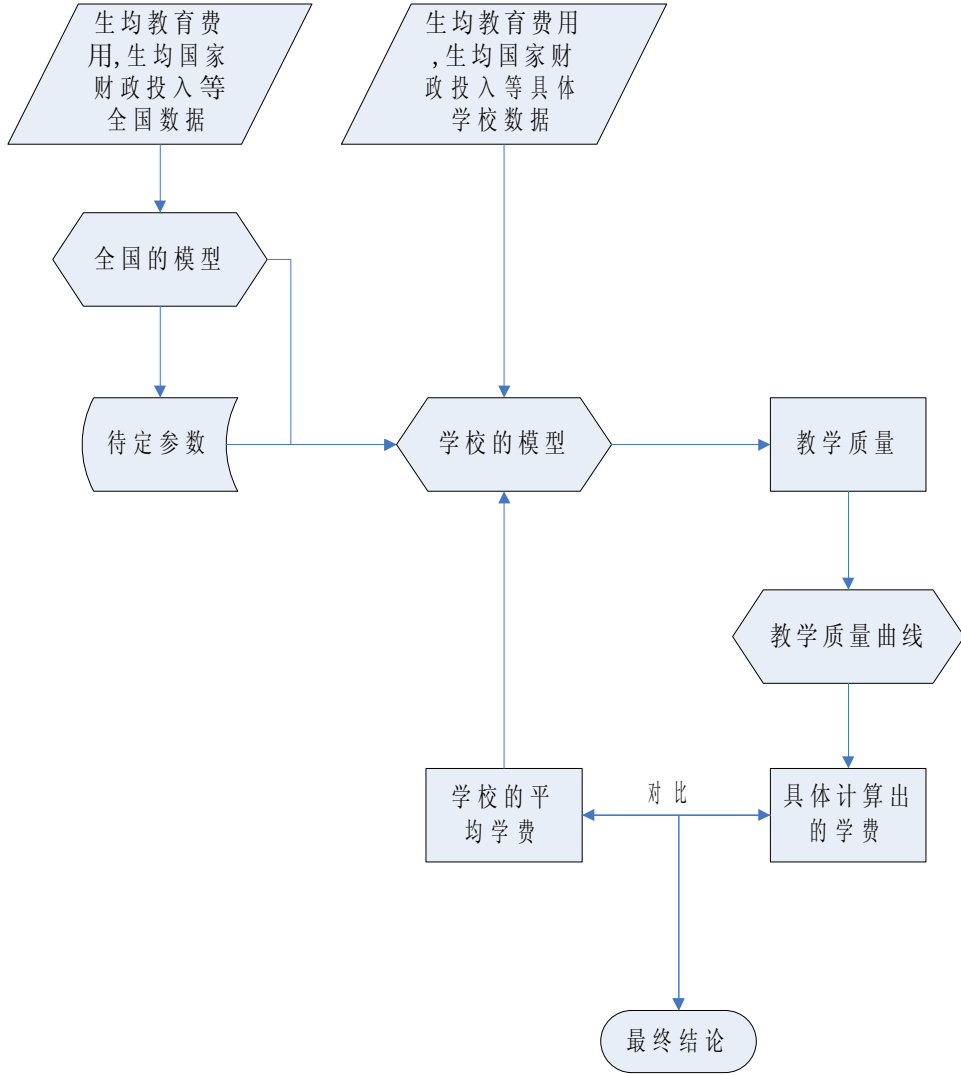 生均教育费
用,生均国家
财政投入等
全国数据
生均教育费用
,生均国家财
政投入等具体
学校数据
全国的模型
待定参数
学校的模型
教学质量
教学质量曲线
学校的平
均学费
对比
具体计算出
的学费
最终结论